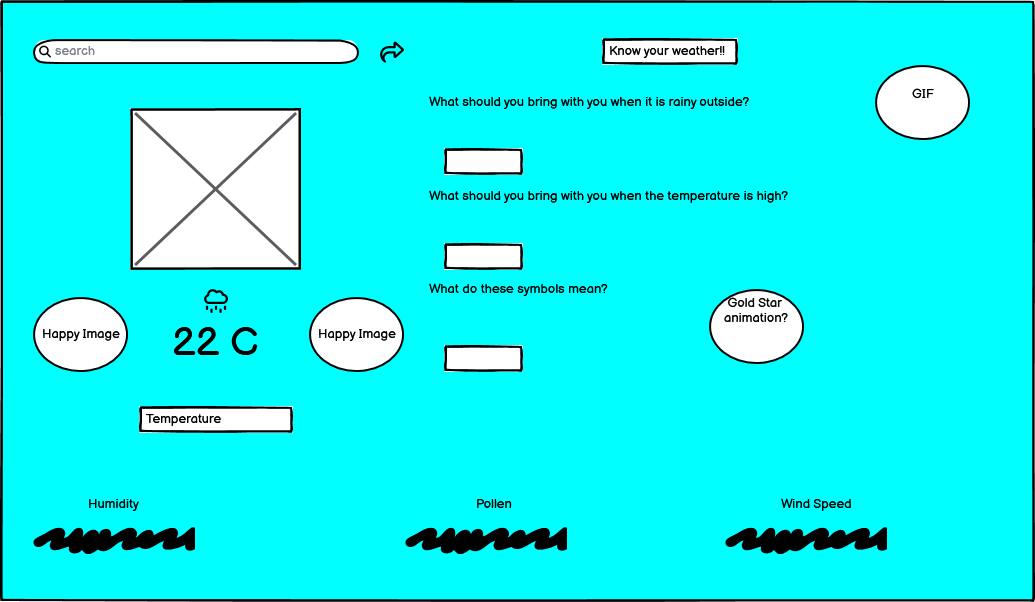 search
Know your weather!!
GIF
What should you bring with you when it is rainy outside?
What should you bring with you when the temperature is high?
What do these symbols mean?
Gold Star
animation?
Happy Image
22 C
Happy Image
Temperature
Humidity
Pollen
Wind Speed